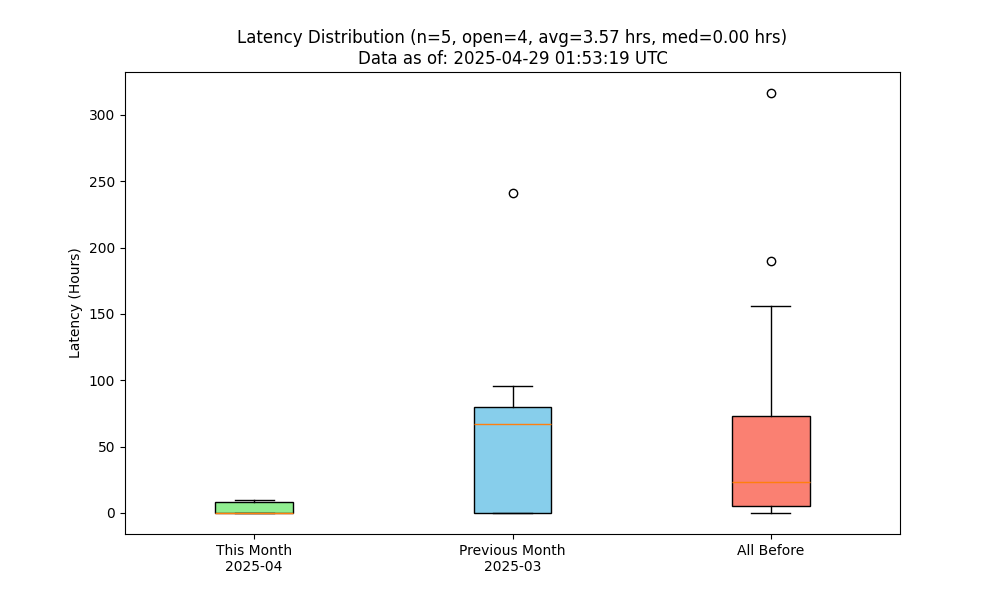 Latency Distribution (n=5, open=4, avg=3.57 hrs, med=0.00 hrs)
Data as of: 2025-04-29 01:53:19 UTC
Latency (Hours)
300
250
200
150
100
50
0
This Month
2025-04
Previous Month
2025-03
All Before